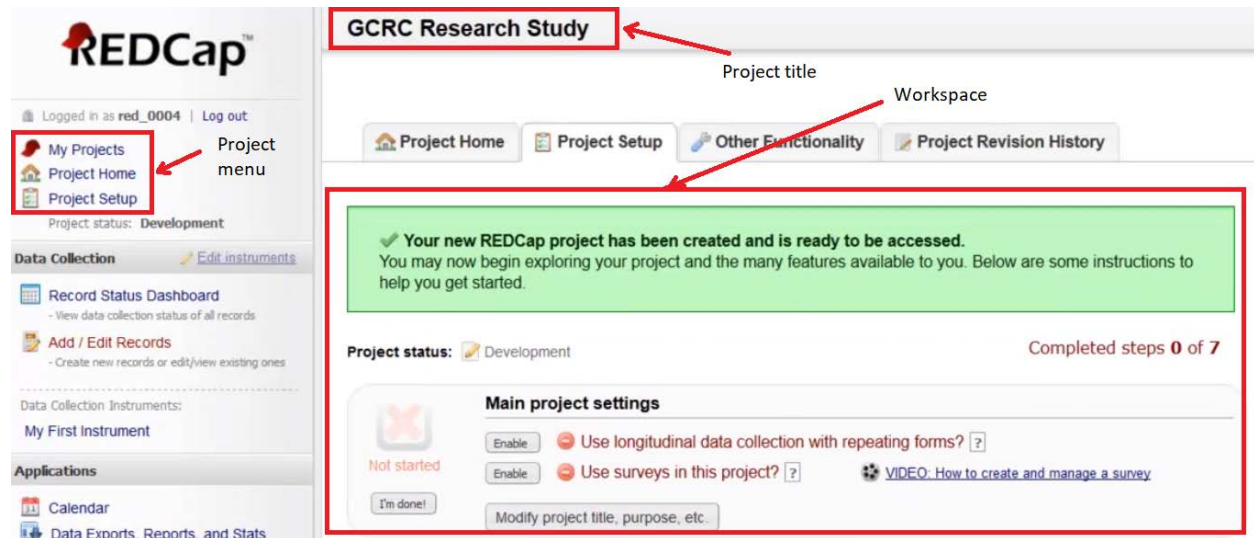 REDCap™
Logged in as red_0004 | Log out
My Projects
Project Home
Project Setup
Project menu
Project status: Development
Data Collection Edit instruments
Record Status Dashboard
- View data collection status of all records
Add / Edit Records
- Create new records or edit/view existing ones
Data Collection Instruments:
My First Instrument
Applications
Calendar
Data Exports, Reports, and Stats
GCRC Research Study
Project title
Workspace
Project Home Project Setup Other Functionality Project Revision History
Your new REDCap project has been created and is ready to be accessed.
You may now begin exploring your project and the many features available to you. Below are some instructions to
help you get started.
Project status: Development Completed steps 0 of 7
Main project settings
Not started
I'm done!
Enable Use longitudinal data collection with repeating forms? ?
Enable Use surveys in this project? ? VIDEO: How to create and manage a survey
Modify project title, purpose, etc.